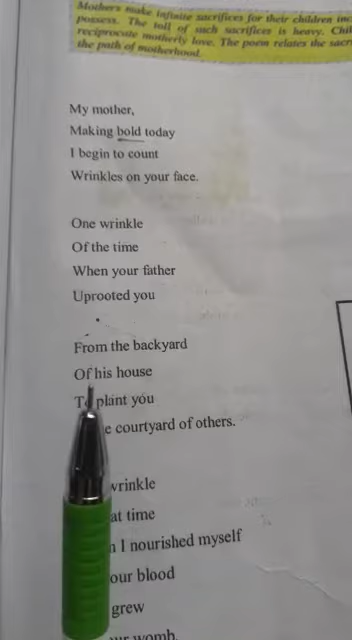 Mothers make infinite sacrifices for their children
possess. The toll of such sacrifices is heavy.
reciprocate motherly love. The poem relates the
the path of motherhood.
My mother,
Making bold today
I begin to count
Wrinkles on your face.
One wrinkle
Of the time
When your father
Uprooted you
From the backyard
Of his house
To plant you
courtyard of others.
wrinkle
time
I nourished myself
blood
grew
womb.